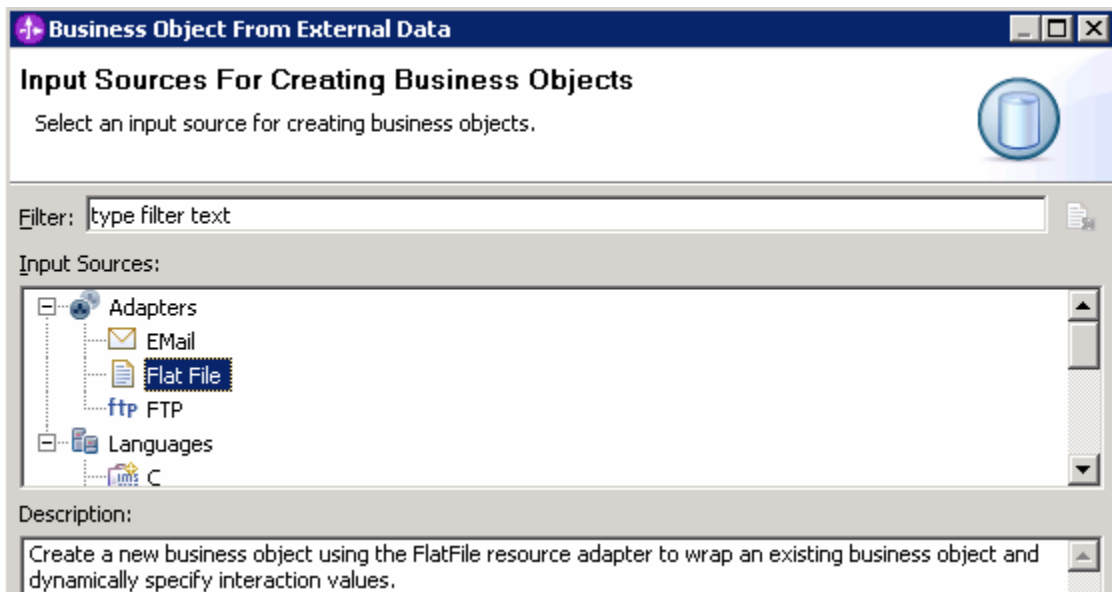 Business Object From External Data
Input Sources For Creating Business Objects
Select an input source for creating business objects.
Filter: type filter text
Input Sources:
Adapters
EMail
Flat File
ftp FTP
Languages
ims C
Description:
Create a new business object using the FlatFile resource adapter to wrap an existing business object and
dynamically specify interaction values.